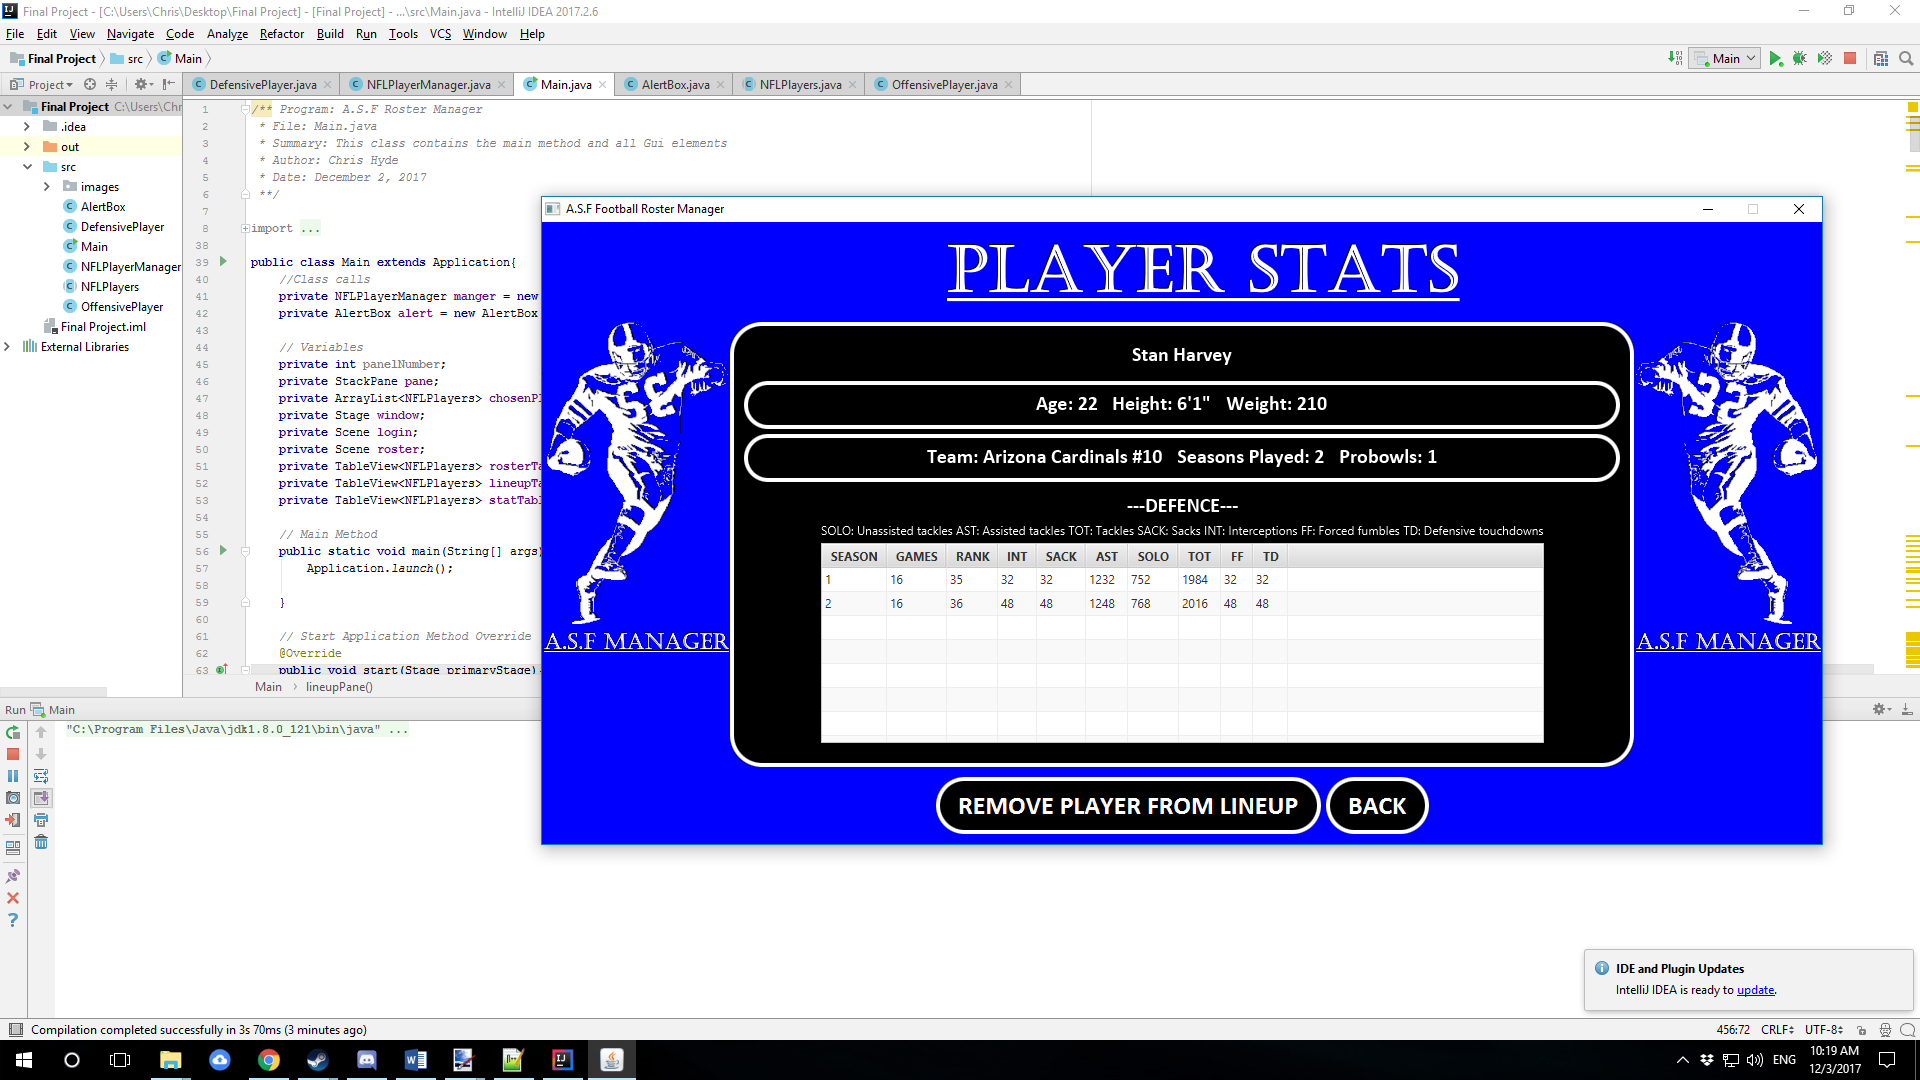 Final Project - [C:\Users\Chris\Desktop\Final Project] - [Final Project] - ...\src\Main.java - IntelliJ IDEA 2017.2.6
File Edit View Navigate Code Analyze Refactor Build Run Tools VCS Window Help
Final Project src Main
Main
Project
DefensivePlayer.java NFLPlayerManager.java Main.java AlertBox.java NFLPlayers.java OffensivePlayer.java
Final Project C:\Users\Chr
.idea
out
src
images
AlertBox
DefensivePlayer
Main
NFLPlayerManager
NFLPlayers
OffensivePlayer
Final Project.iml
External Libraries
1 /** Program: A.S.F Roster Manager
2 * File: Main.java
3 * Summary: This class contains the main method and all Gui elements
4 * Author: Chris Hyde
5 * Date: December 2, 2017
6 **/
7
8 import ...
38
39 public class Main extends Application{
40 //Class calls
41 private NFLPlayerManager manger = new
42 private AlertBox alert = new AlertBox
43
44 // Variables
45 private int panelNumber;
46 private StackPane pane;
47 private ArrayList<NFLPlayers> chosenPl
48 private Stage window;
49 private Scene login;
50 private Scene roster;
51 private TableView<NFLPlayers> rosterTa
52 private TableView<NFLPlayers> lineupTa
53 private TableView<NFLPlayers> statTabl
54
55 // Main Method
56 public static void main(String[] args)
57 Application.launch();
58
59 }
60
61 // Start Application Method Override
62 @Override
63 public void start(Stage primaryStage)
Main lineupPane()
A.S.F Football Roster Manager
PLAYER STATS
Stan Harvey
Age: 22 Height: 6'1" Weight: 210
Team: Arizona Cardinals #10 Seasons Played: 2 Probowls: 1
---DEFENCE---
SOLO: Unassisted tackles AST: Assisted tackles TOT: Tackles SACK: Sacks INT: Interceptions FF: Forced fumbles TD: Defensive touchdowns
SEASON GAMES RANK INT SACK AST SOLO TOT FF TD
1 16 35 32 32 1232 752 1984 32 32
2 16 36 48 48 1248 768 2016 48 48
A.S.F MANAGER
A.S.F MANAGER
REMOVE PLAYER FROM LINEUP BACK
Run Main
"C:\Program Files\Java\jdk1.8.0_121\bin\java" ...
IDE and Plugin Updates
IntelliJ IDEA is ready to update.
Compilation completed successfully in 3s 70ms (3 minutes ago)
456:72 CRLF UTF-8
ENG
10:19 AM
12/3/2017